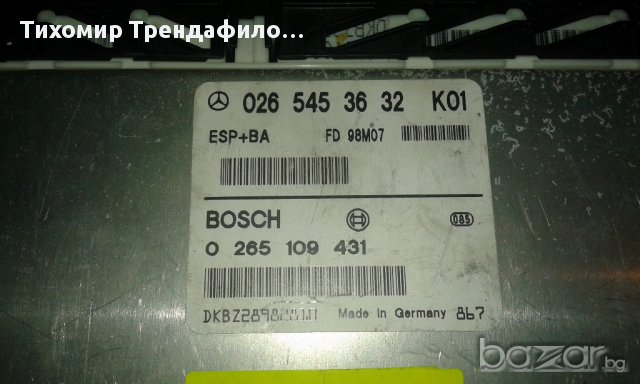 Тихомир Трендафило...
026 545 36 32 K01
ESP+BA FD 98M07
BOSCH 085
0 265 109 431
Made in Germany 867
bazar.bg